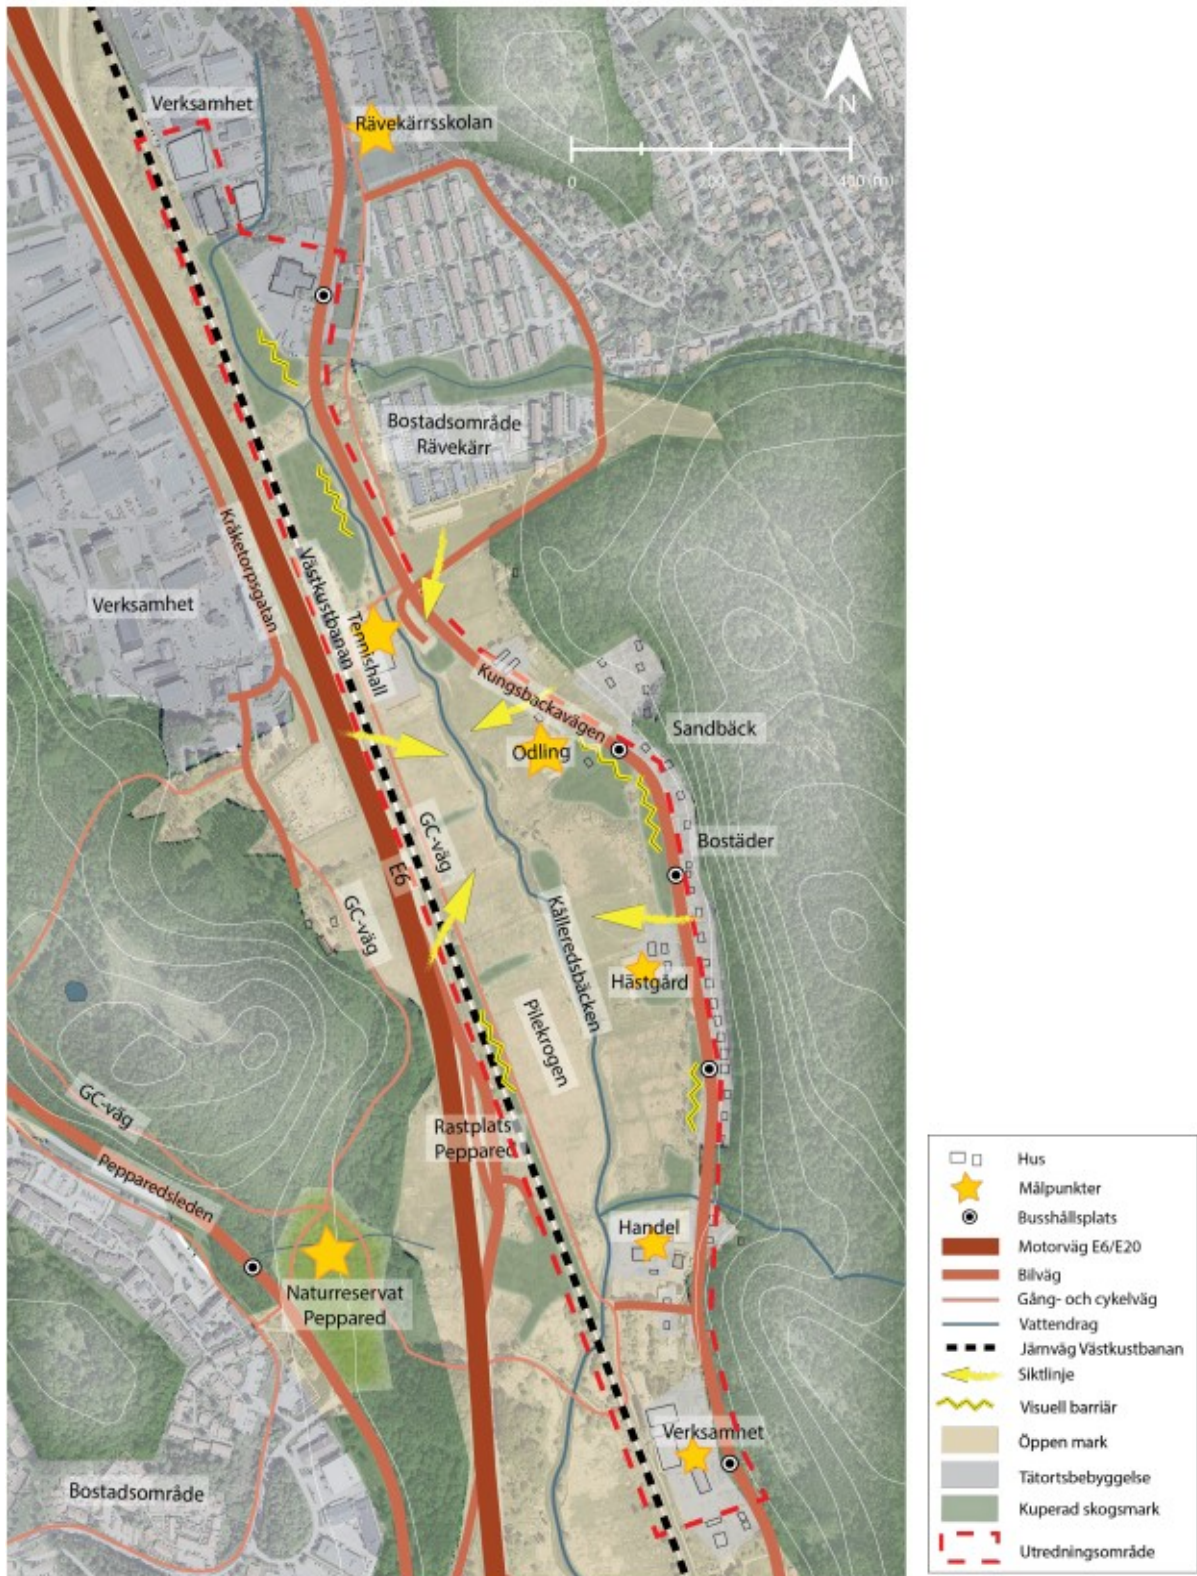 Verksamhet
Rävekärrsskolan
N
0
200
400 (m)
Bostadsområde
Rävekärr
Kråketorpsgatan
Västkustbanan
Verksamhet
Tennishall
Kungsbackavägen
Sandbäck
Odling
Bostäder
GC-väg
E6
GC-väg
Kålleredsbäcken
Hästgård
Pilekrogen
GC-väg
Rastplats
Peppared
Pepparedsleden
Handel
Naturreservat
Peppared
Verksamhet
Bostadsområde
Hus
Målpunkter
Busshållsplats
Motorväg E6/E20
Bilväg
Gång- och cykelväg
Vattendrag
Järnväg Västkustbanan
Siktlinje
Visuell barriär
Öppen mark
Tätortsbebyggelse
Kuperad skogsmark
Utredningsområde